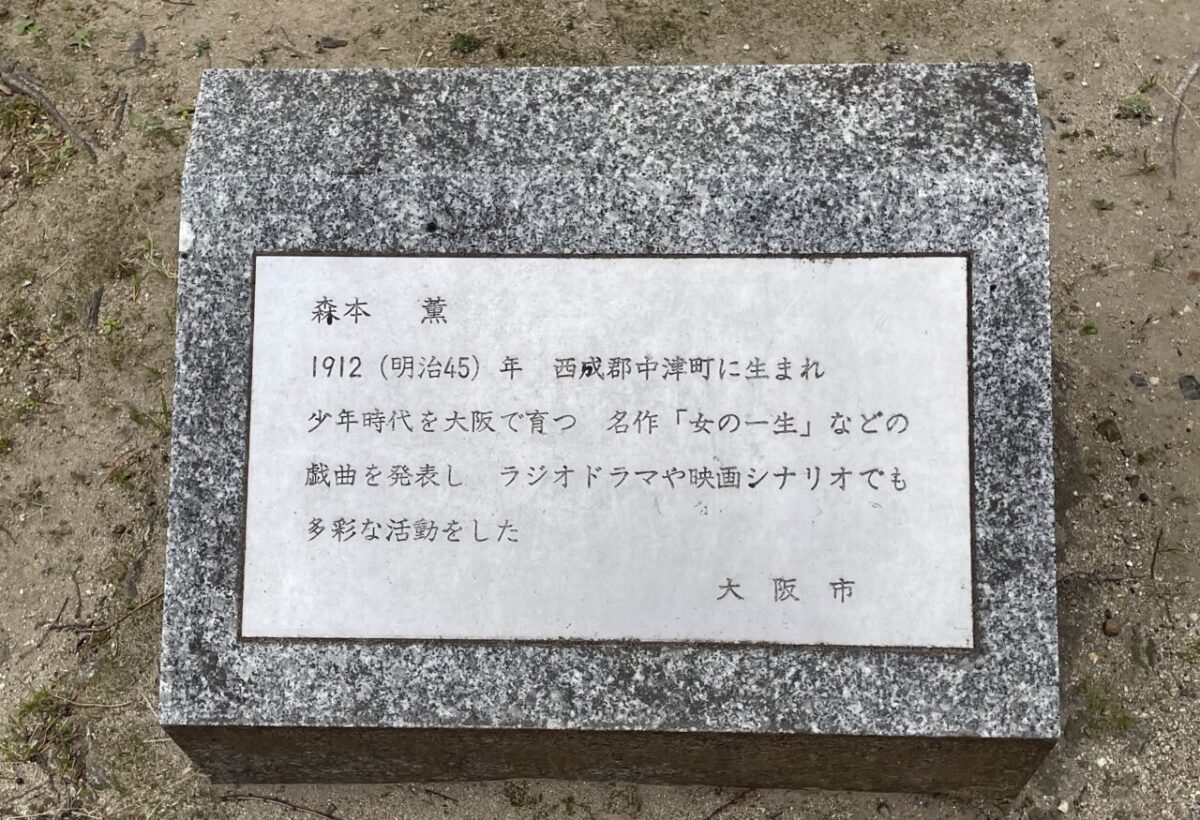 森本　薫
1912（明治45）年　西成郡中津町に生まれ
少年時代を大阪で育つ　名作「女の一生」などの
戯曲を発表し　ラジオドラマや映画シナリオでも
多彩な活動をした
大阪市